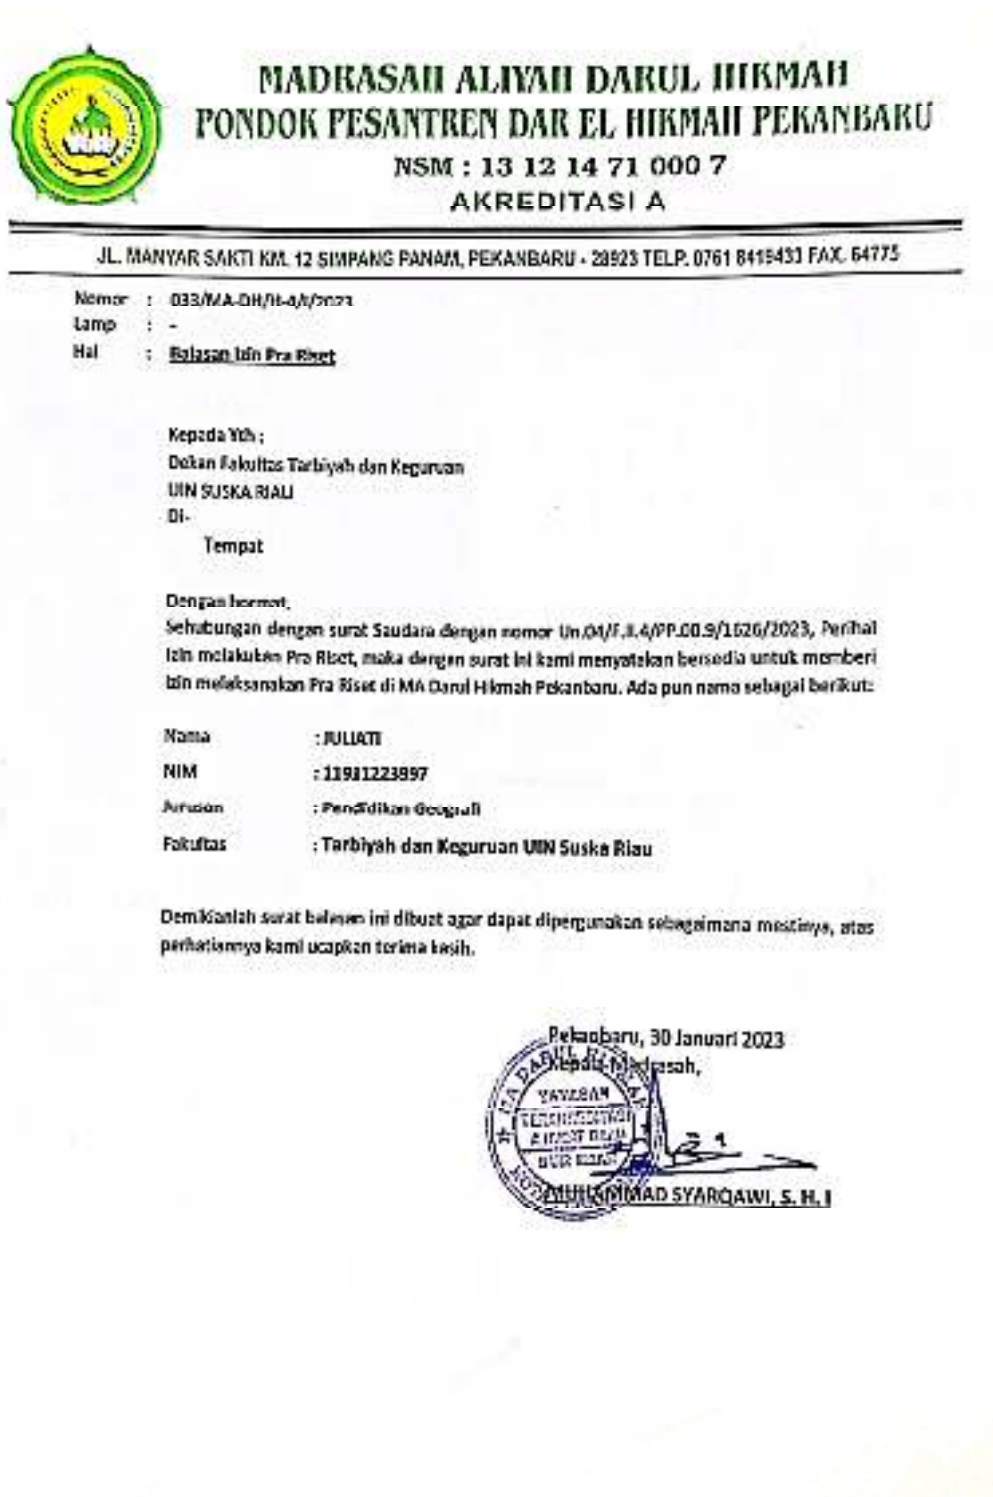 MADRASAH ALIYAH DARUL HIKMAH
PONDOK PESANTREN DAR EL HIKMAH PEKANBARU
NSM : 13 12 14 71 000 7
AKREDITASI A
JL. MANYAR SAKTI KM. 12 SIMPANG PANAM, PEKANBARU - 28923 TELP. 0761 8419433 FAX. 64775
Nomor : 033/MA-DH/
Lamp : -
Hal : Balasan Izin Pra Riset
Kepada Yth ;
Dekan Fakultas Tarbiyah dan Keguruan
UIN SUSKA RIAU
Di-
Tempat
Dengan hormat,
Sehubungan dengan surat Saudara dengan nomor Un.04/F.II.4/PP.00.9/1626/2023, Perihal
Izin melakukan Pra Riset, maka dengan surat ini kami menyatakan bersedia untuk memberi
Izin melaksanakan Pra Riset di MA Darul Hikmah Pekanbaru. Ada pun nama sebagai berikut:
Nama : JULIATI
NIM :
Jurusan : Pendidikan Geografi
Fakultas : Tarbiyah dan Keguruan UIN Suska Riau
Demikianlah surat balasan ini dibuat agar dapat dipergunakan sebagaimana mestinya, atas
perhatiannya kami ucapkan terima kasih.
Pekanbaru, 30 Januari 2023
Kepala Madrasah,
MA DARUL HIKMAH
YAYASAN
MUHAMMAD SYARQAWI, S. H. I